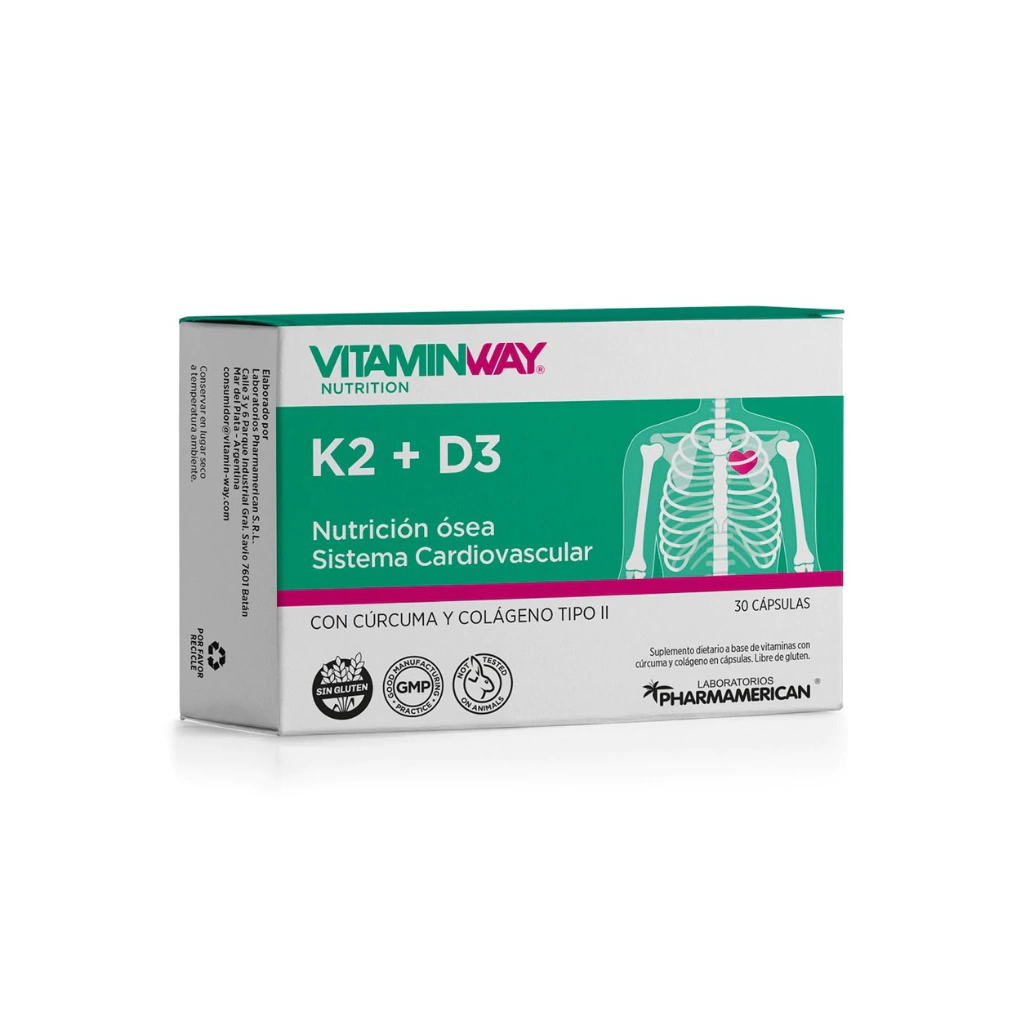 VITAMINWAY®
NUTRITION
K2 + D3
Nutrición ósea
Sistema Cardiovascular
CON CÚRCUMA Y COLÁGENO TIPO II
30 CÁPSULAS
Suplemento dietario a base de vitaminas con
cúrcuma y colágeno en cápsulas. Libre de gluten.
LABORATORIOS
PHARMAMERICAN®
SIN GLUTEN
GOOD MANUFACTURING
GMP
PRACTICE
NOT TESTED
ON ANIMALS
Elaborado por
Laboratorios Pharmamerican S.R.L.
Calle 3 y 6 Parque Industrial Gral. Savio 7601 Batán
Mar del Plata - Argentina
consumidor@vitamin-way.com
Conservar en lugar seco
a temperatura ambiente.
POR FAVOR
RECICLE